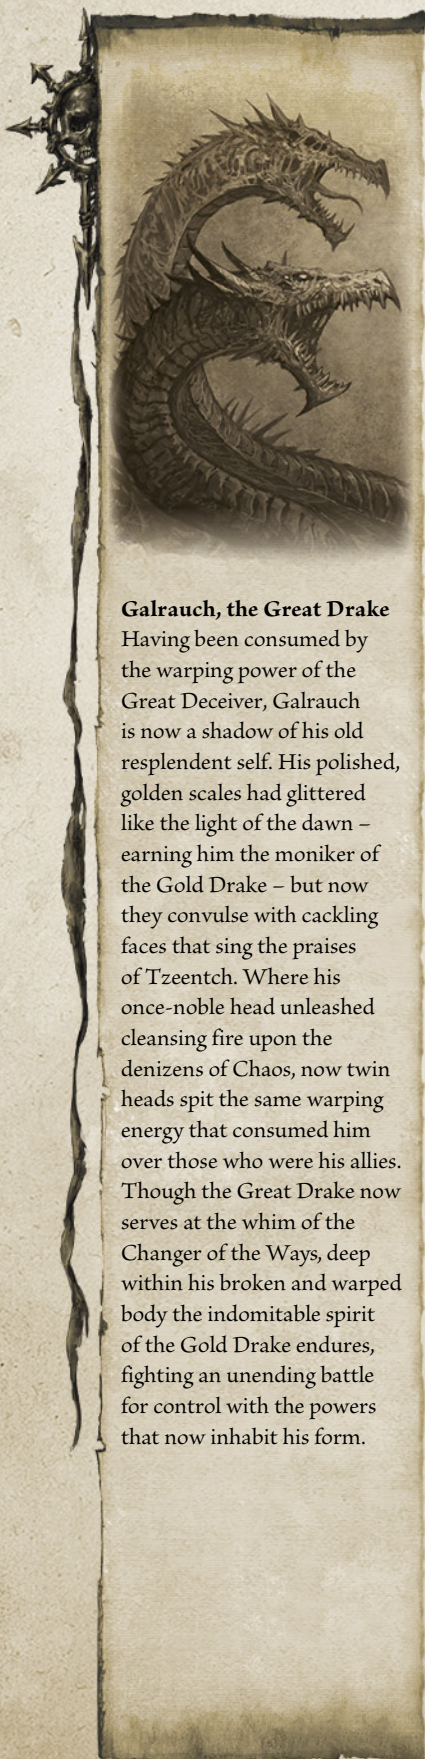 Galrauch, the Great Drake
Having been consumed by
the warping power of the
Great Deceiver, Galrauch
is now a shadow of his old
resplendent self. His polished,
golden scales had glittered
like the light of the dawn –
earning him the moniker of
the Gold Drake – but now
they convulse with cackling
faces that sing the praises
of Tzeentch. Where his
once-noble head unleashed
cleansing fire upon the
denizens of Chaos, now twin
heads spit the same warping
energy that consumed him
over those who were his allies.
Though the Great Drake now
serves at the whim of the
Changer of the Ways, deep
within his broken and warped
body the indomitable spirit
of the Gold Drake endures,
fighting an unending battle
for control with the powers
that now inhabit his form.